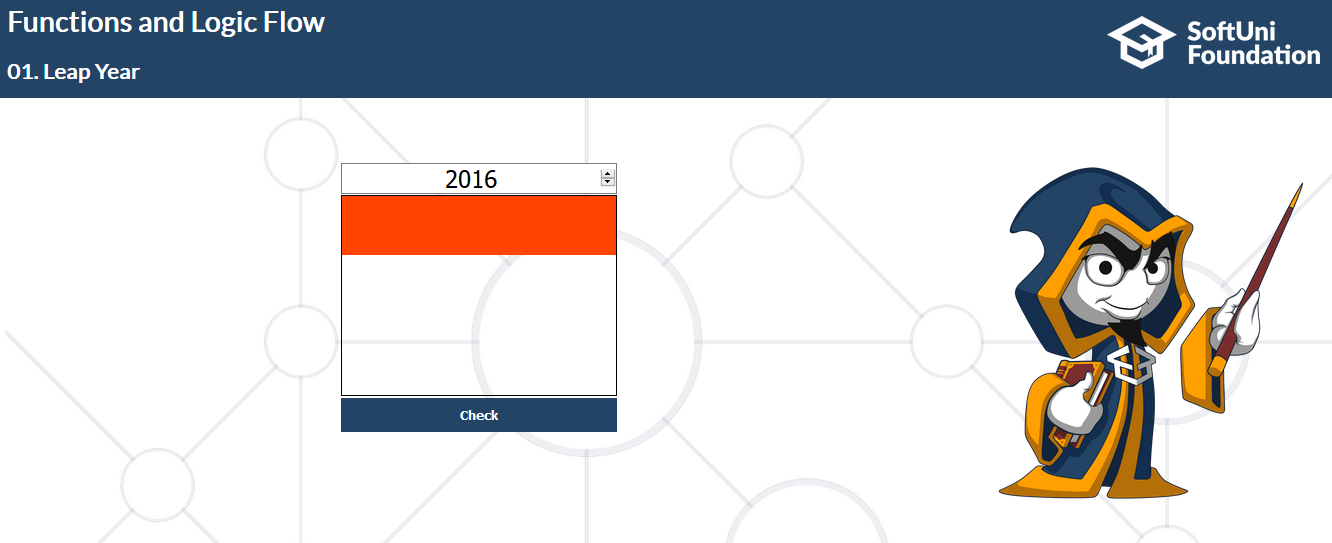 Functions and Logic Flow
01. Leap Year
SoftUni
Foundation
2016
Check